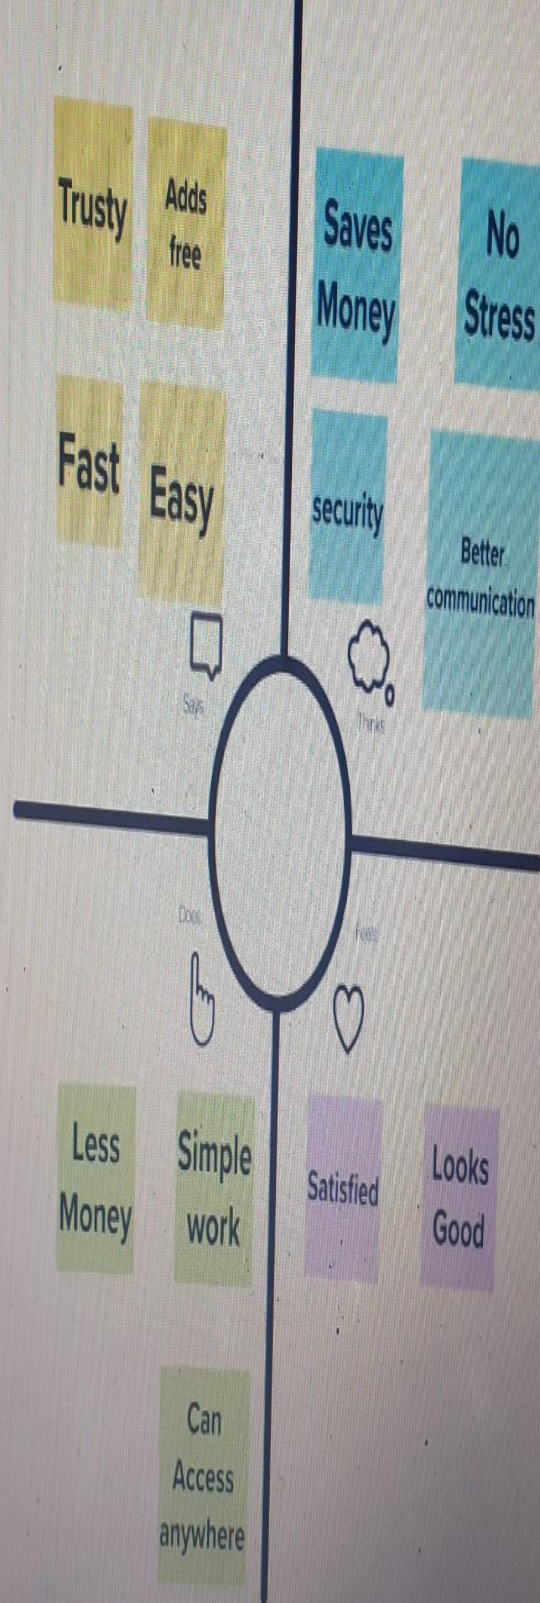 Trusty
Adds
free
Fast
Easy
Says
Saves
Money
No
Stress
security
Better
communication
Thinks
Does
Less
Money
Simple
work
Can
Access
anywhere
Feels
Satisfied
Looks
Good